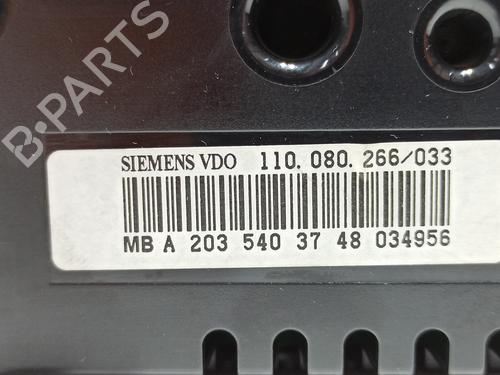 B-PARTS
SIEMENS VDO 110.080.266/033
MB A 203 540 37 48 034956